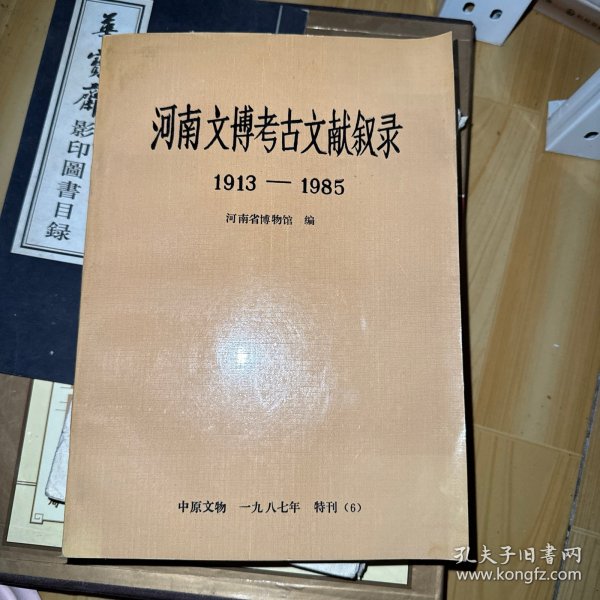 河南文博考古文献叙录
1913 — 1985
河南省博物馆 编
中原文物 一九八七年 特刊（6）
影印圖書目録
孔夫子旧书网
www.kongfz.com